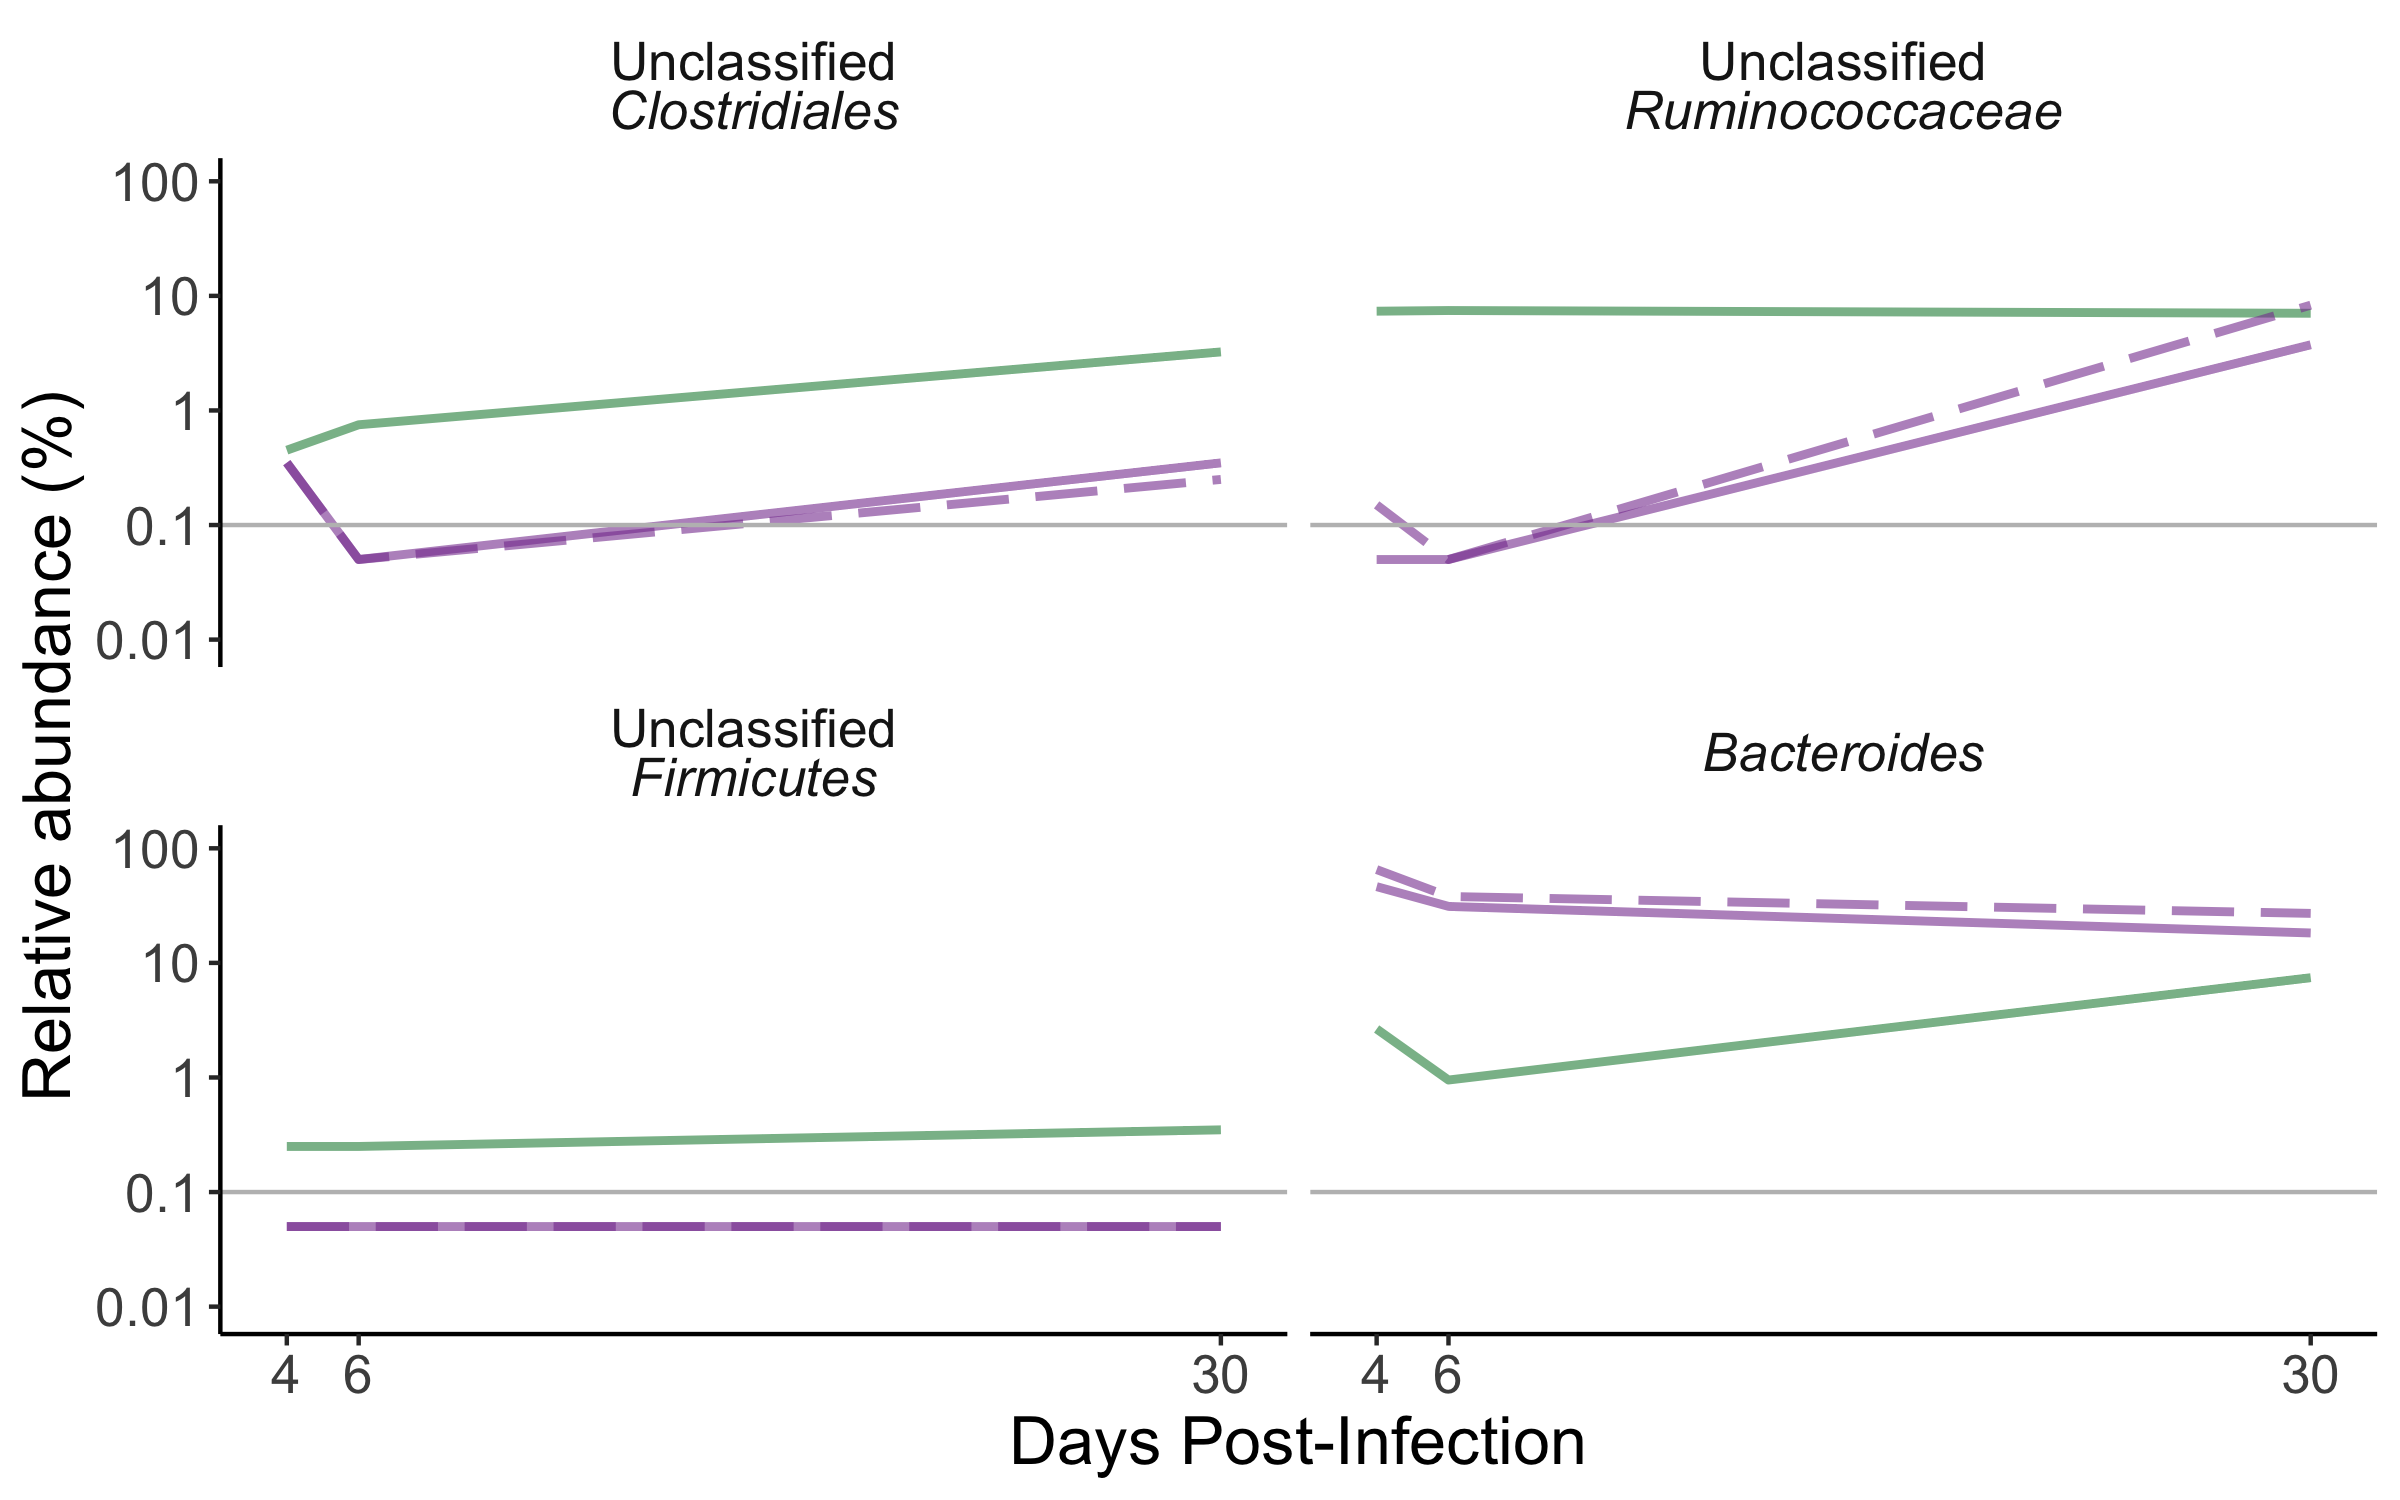 Unclassified
Clostridiales
Unclassified
Ruminococcaceae
100
10
1
0.1
0.01
Relative abundance (%)
Unclassified
Firmicutes
Bacteroides
100
10
1
0.1
0.01
4 6 30
4 6 30
Days Post-Infection